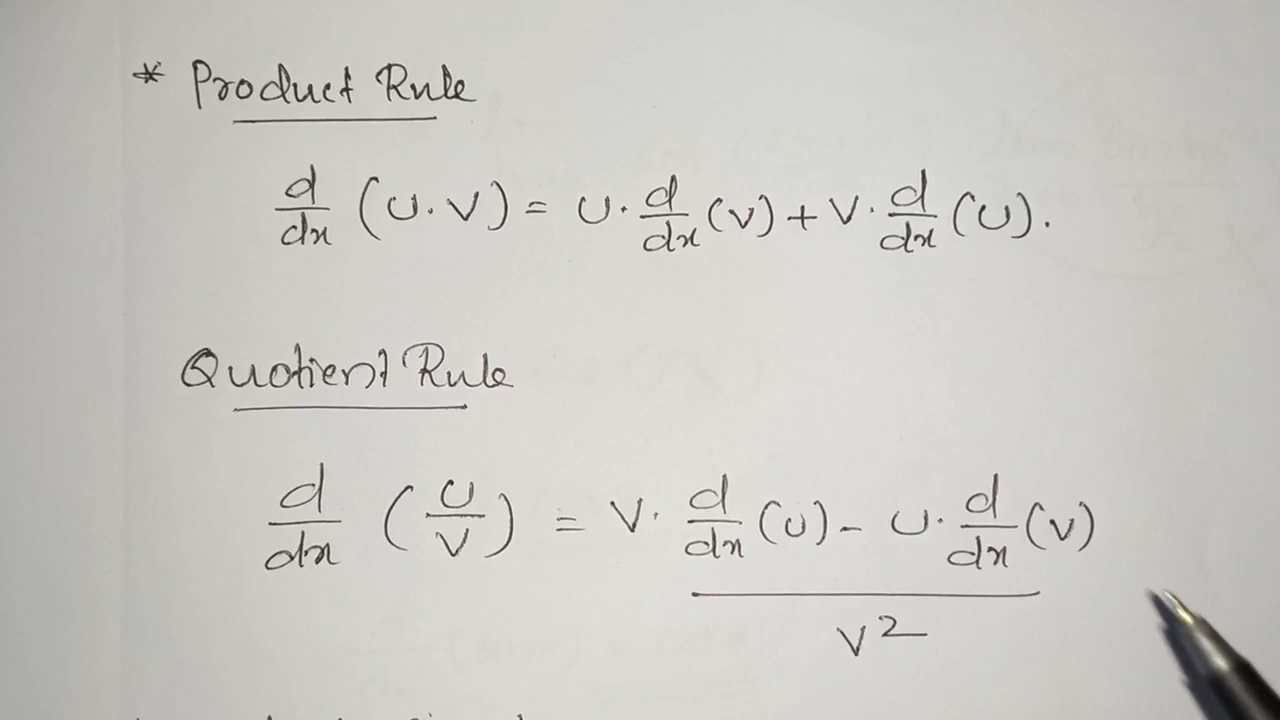 * Product Rule
d/dx (U.V) = U. d/dx (V) + V. d/dx (U).
Quotient Rule
d/dx (U/V) = V. d/dx (U) - U. d/dx (V)
V²